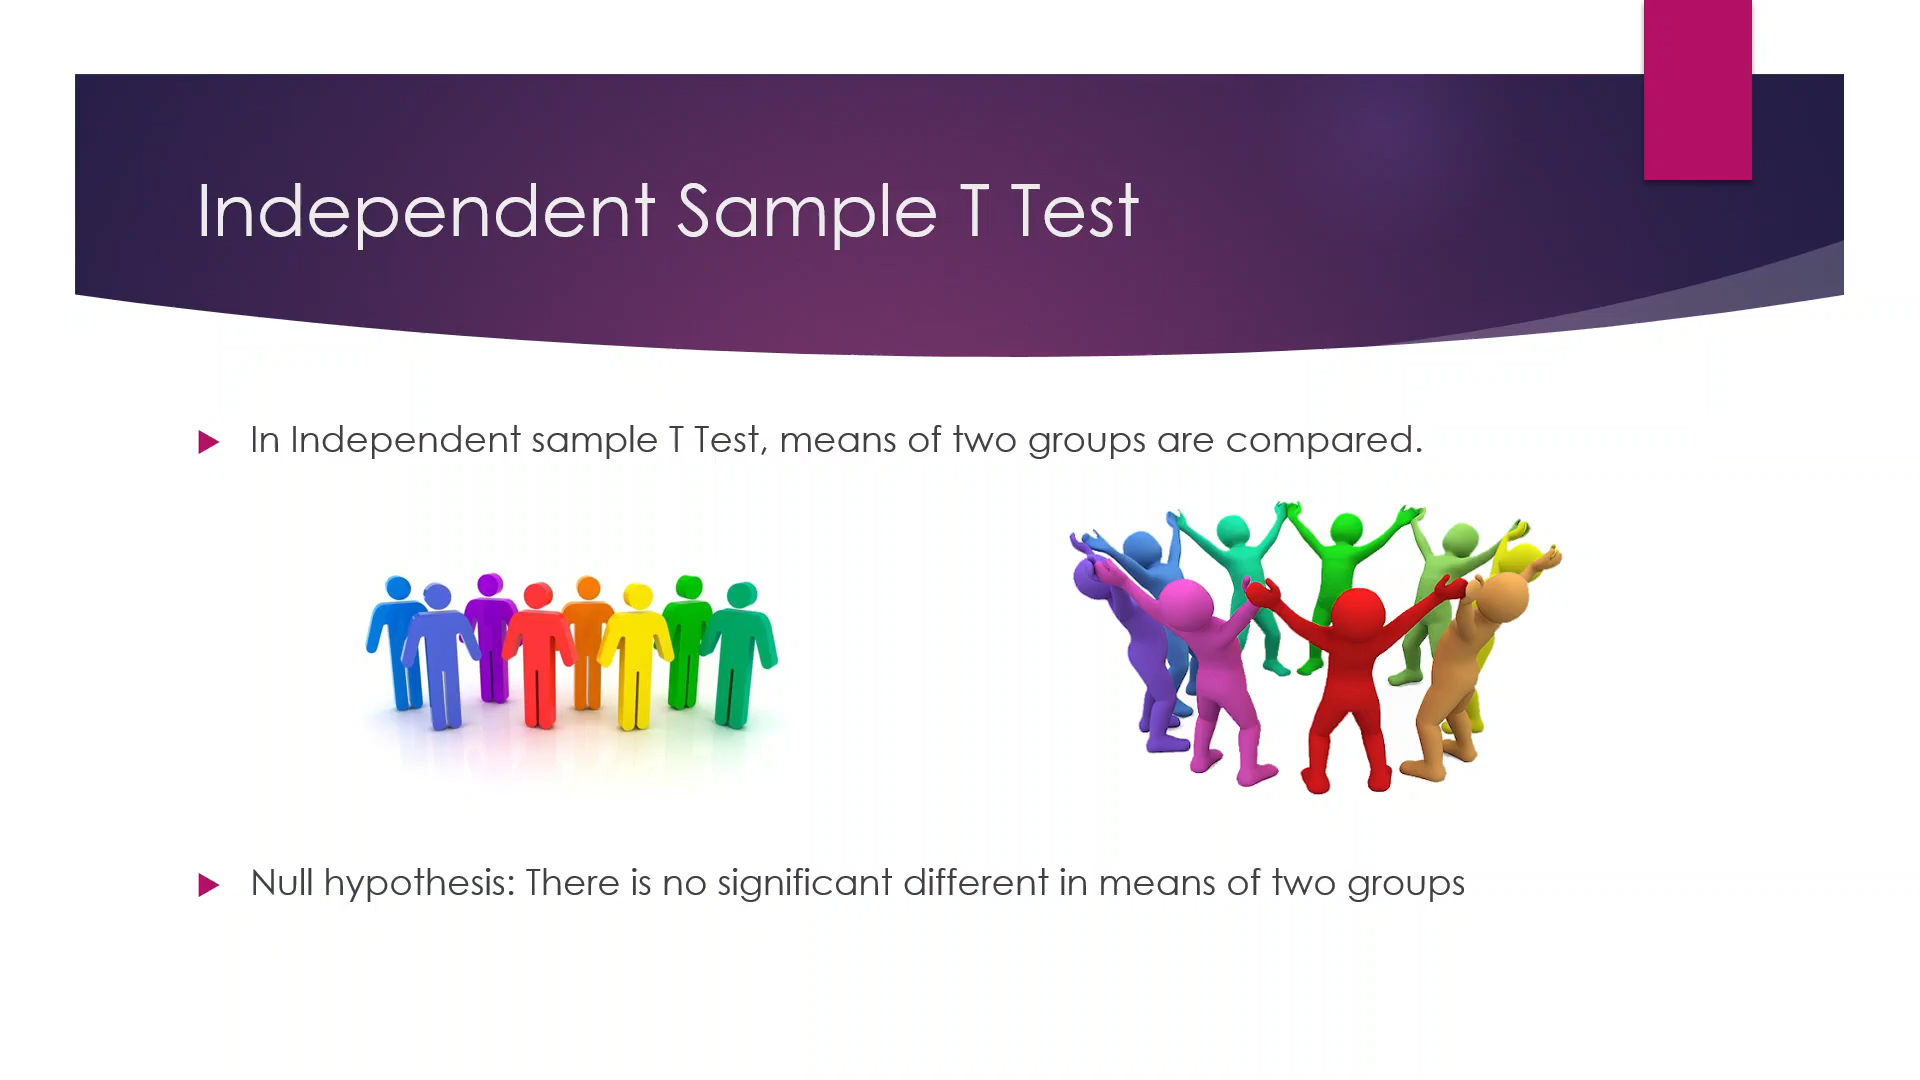 Independent Sample T Test
In Independent sample T Test, means of two groups are compared.
Null hypothesis: There is no significant different in means of two groups